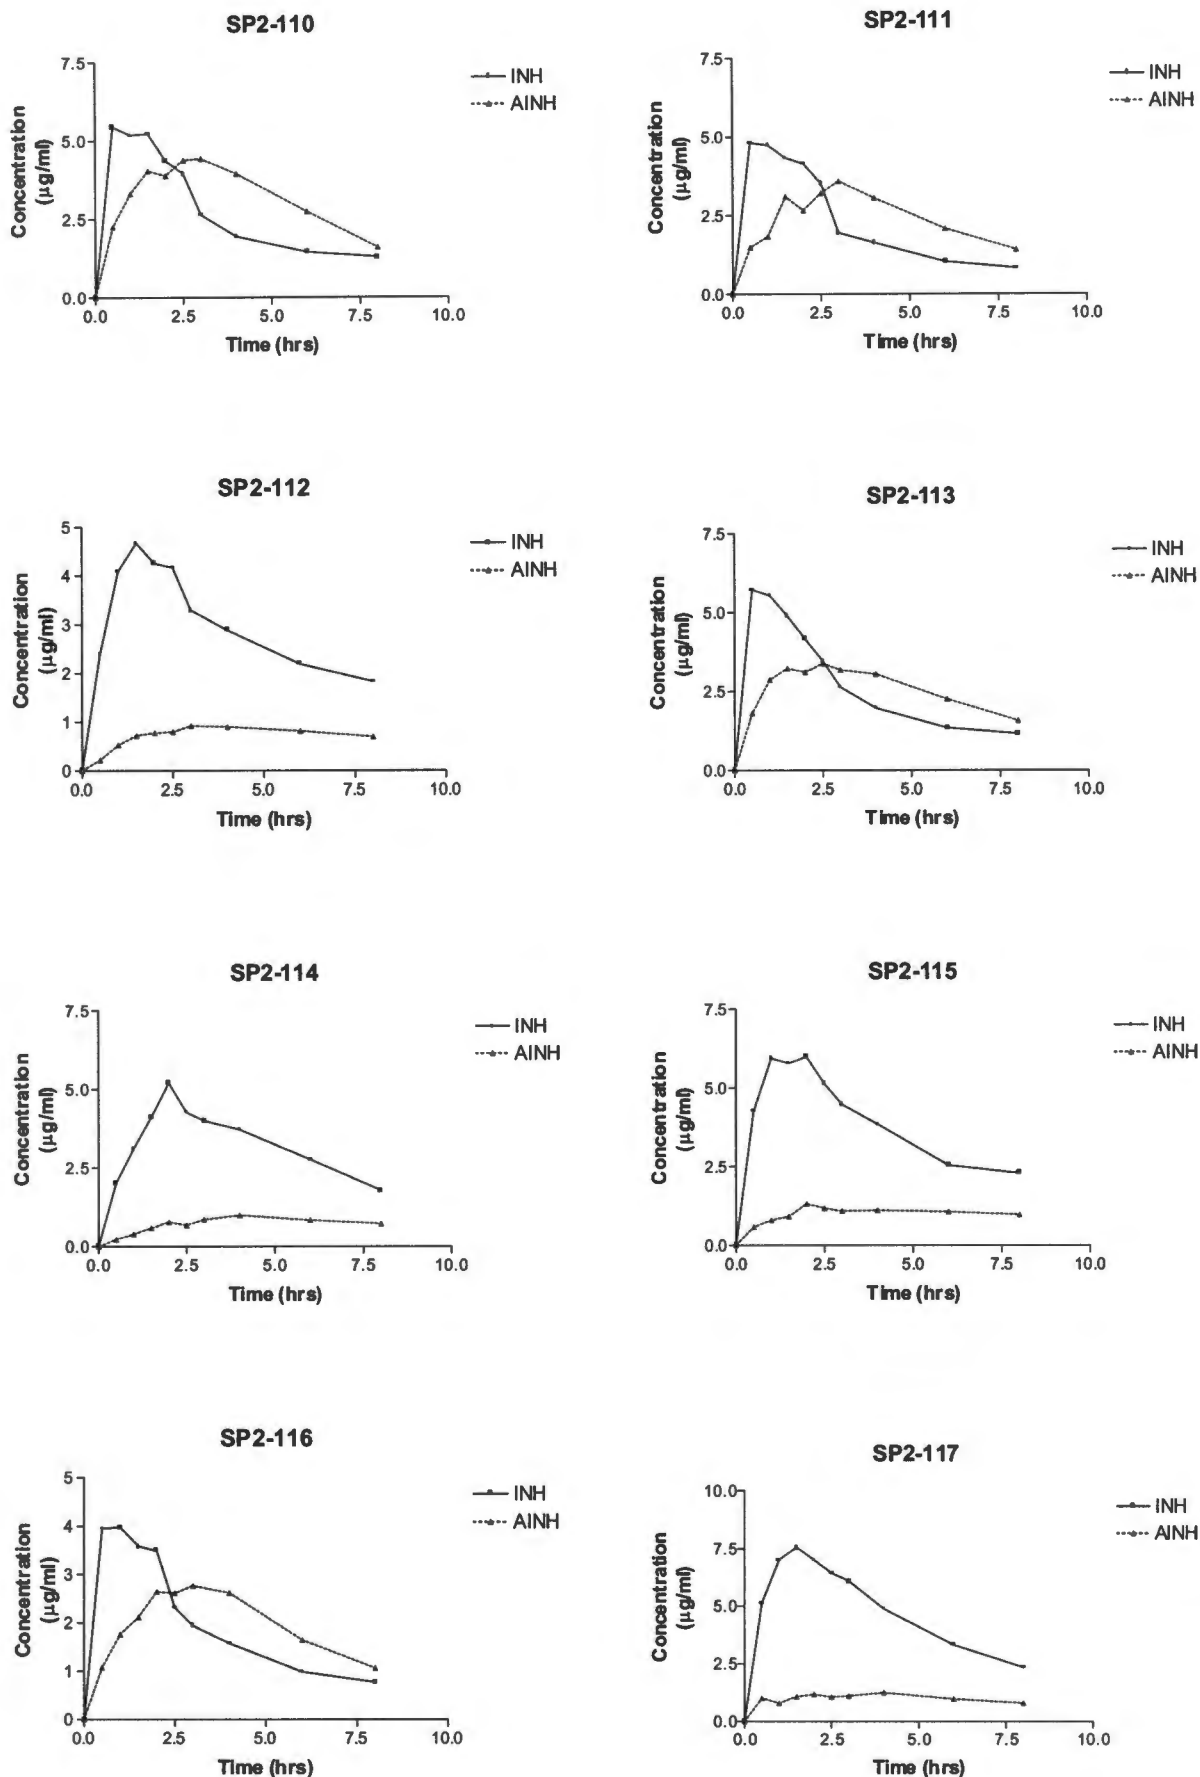 SP2-110
7.5
5.0
2.5
0.0
Concentration
(µg/ml)
0.0 2.5 5.0 7.5 10.0
Time (hrs)
INH
AINH
SP2-111
7.5
5.0
2.5
0.0
Concentration
(µg/ml)
0.0 2.5 5.0 7.5 10.0
Time (hrs)
INH
AINH
SP2-112
5
4
3
2
1
0
Concentration
(µg/ml)
0.0 2.5 5.0 7.5 10.0
Time (hrs)
INH
AINH
SP2-113
7.5
5.0
2.5
0.0
Concentration
(µg/ml)
0.0 2.5 5.0 7.5 10.0
Time (hrs)
INH
AINH
SP2-114
7.5
5.0
2.5
0.0
Concentration
(µg/ml)
0.0 2.5 5.0 7.5 10.0
Time (hrs)
INH
AINH
SP2-115
7.5
5.0
2.5
0.0
Concentration
(µg/ml)
0.0 2.5 5.0 7.5 10.0
Time (hrs)
INH
AINH
SP2-116
5
4
3
2
1
0
Concentration
(µg/ml)
0.0 2.5 5.0 7.5 10.0
Time (hrs)
INH
AINH
SP2-117
10.0
7.5
5.0
2.5
0.0
Concentration
(µg/ml)
0.0 2.5 5.0 7.5 10.0
Time (hrs)
INH
AINH